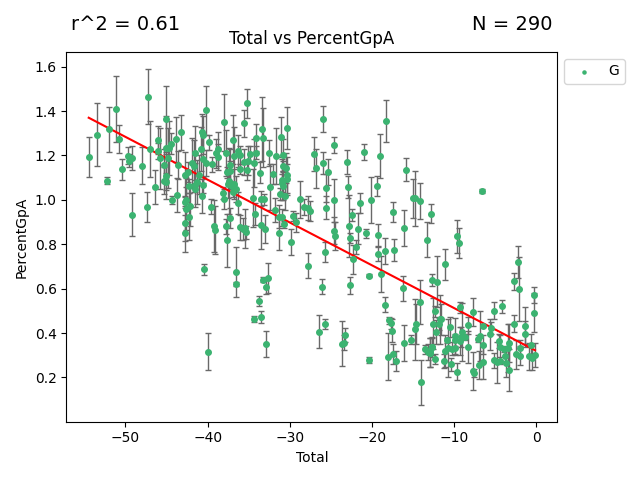 r^2 = 0.61
N = 290
Total vs PercentGpA
G
PercentGpA
1.6
1.4
1.2
1.0
0.8
0.6
0.4
0.2
−50
−40
−30
−20
−10
0
Total